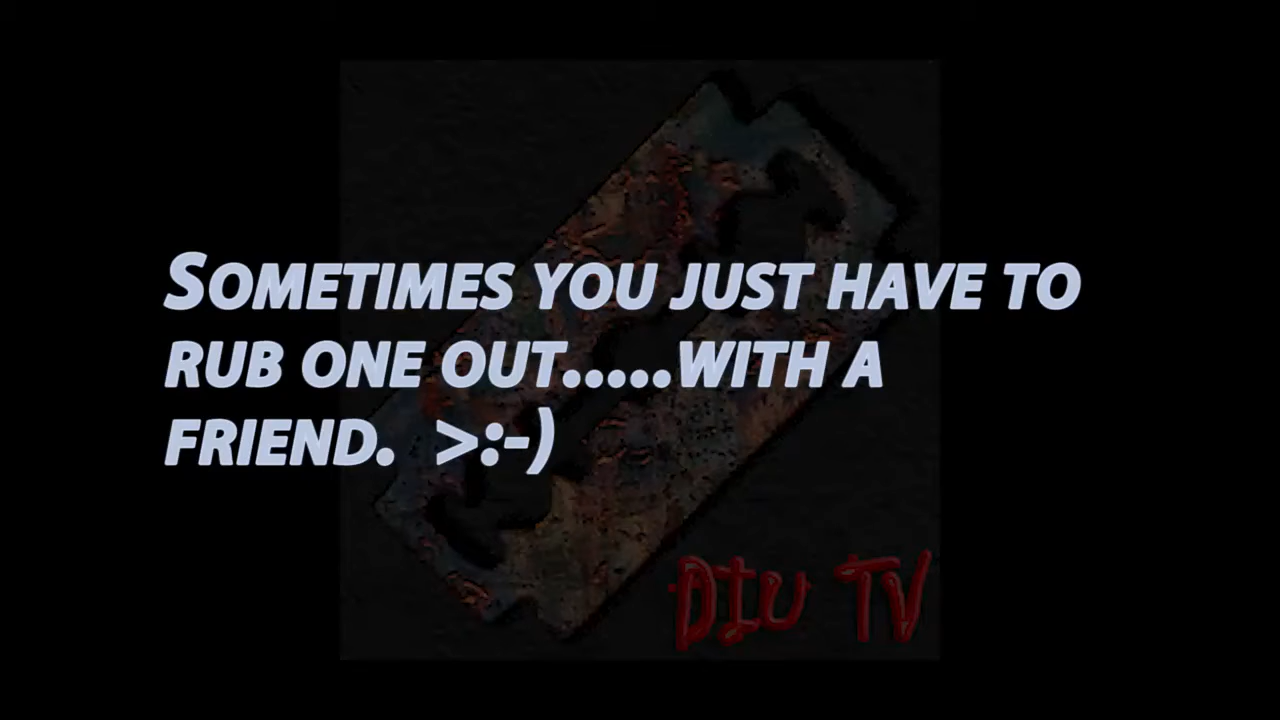 Sometimes you just have to
rub one out.....with a
friend.  >:-)
DIU TV